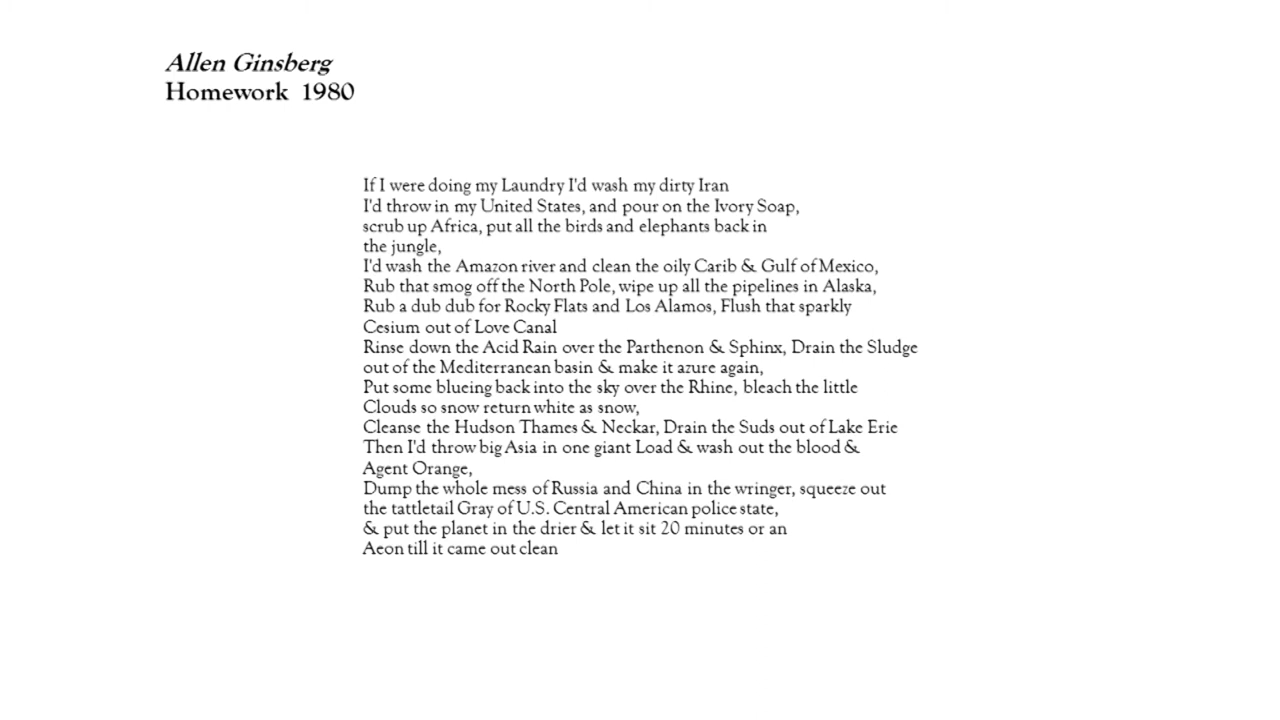 Allen Ginsberg
Homework 1980
If I were doing my Laundry I'd wash my dirty Iran
I'd throw in my United States, and pour on the Ivory Soap,
scrub up Africa, put all the birds and elephants back in
the jungle,
I'd wash the Amazon river and clean the oily Carib & Gulf of Mexico,
Rub that smog off the North Pole, wipe up all the pipelines in Alaska,
Rub a dub dub for Rocky Flats and Los Alamos, Flush that sparkly
Cesium out of Love Canal
Rinse down the Acid Rain over the Parthenon & Sphinx, Drain the Sludge
out of the Mediterranean basin & make it azure again,
Put some blueing back into the sky over the Rhine, bleach the little
Clouds so snow return white as snow,
Cleanse the Hudson Thames & Neckar, Drain the Suds out of Lake Erie
Then I'd throw big Asia in one giant Load & wash out the blood &
Agent Orange,
Dump the whole mess of Russia and China in the wringer, squeeze out
the tattletail Gray of U.S. Central American police state,
& put the planet in the drier & let it sit 20 minutes or an
Aeon till it came out clean